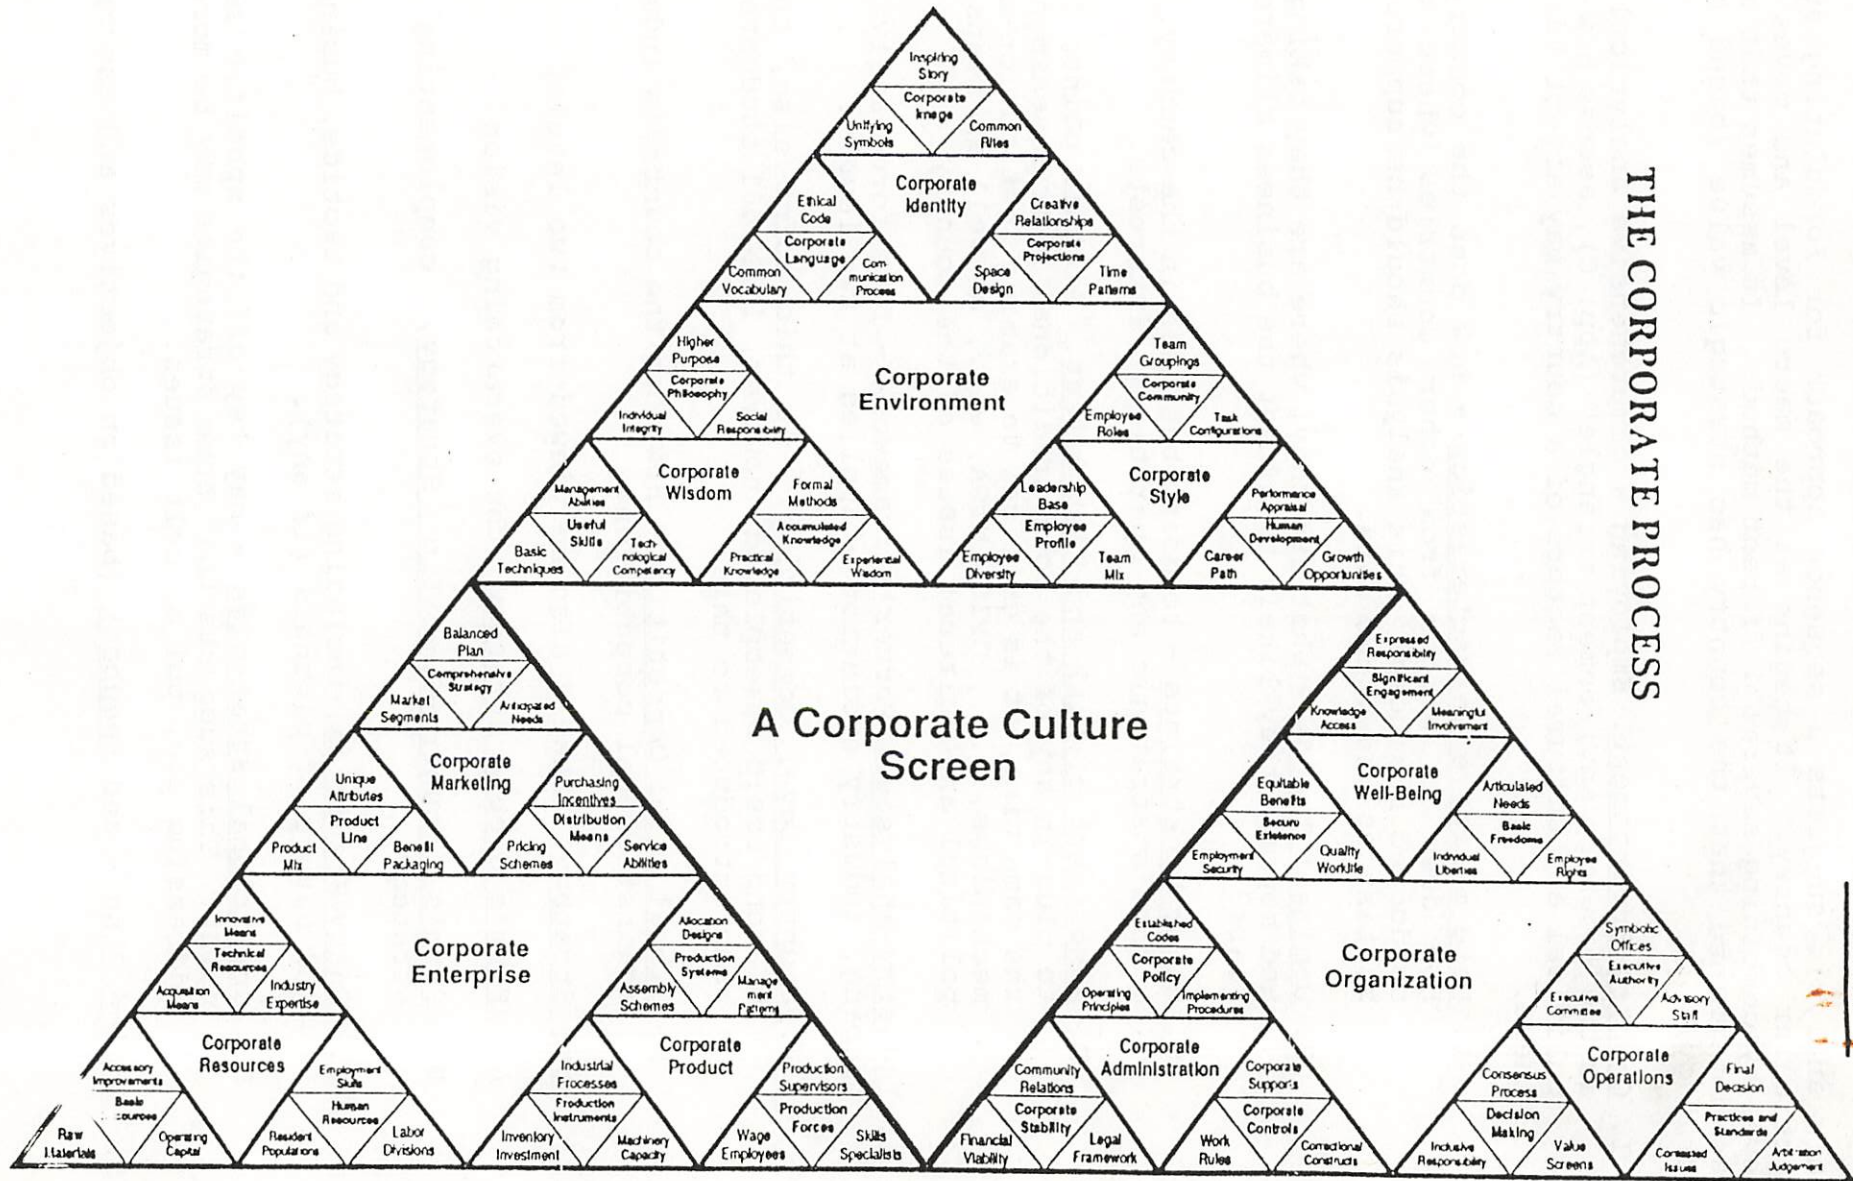 THE CORPORATE PROCESS
Inspiring
Story
Corporate
Image
Unifying
Symbols
Common
Rites
Corporate
Identity
Ethical
Code
Corporate
Language
Common
Vocabulary
Com
munication
Process
Creative
Relationships
Corporate
Projections
Space
Design
Time
Patterns
Corporate
Environment
Higher
Purpose
Corporate
Philosophy
Individual
Integrity
Social
Responsibility
Corporate
Wisdom
Management
Abilities
Useful
Skills
Basic
Techniques
Tech-
nological
Competency
Formal
Methods
Accumulated
Knowledge
Practical
Knowledge
Experiential
Wisdom
Team
Groupings
Corporate
Community
Employee
Roles
Task
Configurations
Corporate
Style
Leadership
Base
Employee
Profile
Employee
Diversity
Team
Mix
Performance
Appraisal
Human
Development
Career
Path
Growth
Opportunities
A Corporate Culture
Screen
Balanced
Plan
Comprehensive
Strategy
Market
Segments
Anticipated
Needs
Corporate
Marketing
Unique
Attributes
Product
Line
Product
Mix
Benefit
Packaging
Purchasing
Incentives
Distribution
Means
Pricing
Schemes
Service
Abilities
Corporate
Enterprise
Innovative
Means
Technical
Resources
Acquisition
Means
Industry
Expertise
Corporate
Resources
Accessory
Improvements
Basic
sources
Raw
Materials
Operating
Capital
Employment
Skills
Human
Resources
Resident
Populations
Labor
Divisions
Allocation
Designs
Production
Systems
Assembly
Schemes
Manage
ment
Patterns
Corporate
Product
Industrial
Processes
Production
Instruments
Inventory
Investment
Machinery
Capacity
Production
Supervisors
Production
Forces
Wage
Employees
Skills
Specialists
Expressed
Responsibility
Significant
Engagement
Knowledge
Access
Meaningful
Involvement
Corporate
Well-Being
Equitable
Benefits
Secure
Existence
Employment
Security
Quality
Worklife
Articulated
Needs
Basic
Freedoms
Individual
Liberties
Employee
Rights
Corporate
Organization
Established
Codes
Corporate
Policy
Operating
Principles
Implementing
Procedures
Corporate
Administration
Community
Relations
Corporate
Stability
Financial
Viability
Legal
Framework
Corporate
Supports
Corporate
Controls
Work
Rules
Correctional
Constructs
Symbolic
Offices
Executive
Authority
Executive
Committee
Advisory
Staff
Corporate
Operations
Consensus
Process
Decision
Making
Inclusive
Responsibility
Value
Screens
Final
Decision
Practices and
Standards
Contested
Issues
Arbitration
Judgement